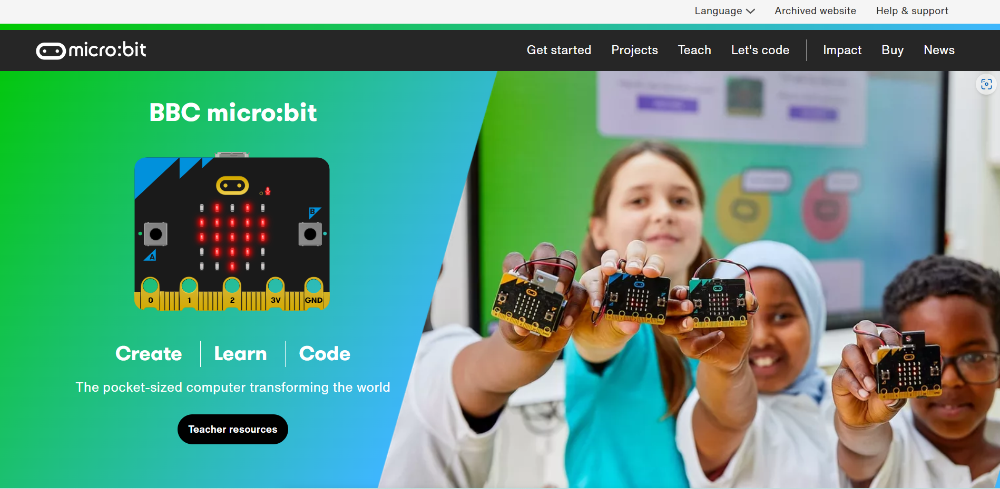 Language Archived website Help & support
micro:bit Get started Projects Teach Let's code Impact Buy News
BBC micro:bit
B
A
0 1 2 3V GND
Create Learn Code
The pocket-sized computer transforming the world
Teacher resources